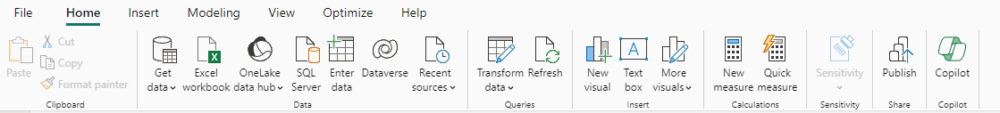 File Home Insert Modeling View Optimize Help
Paste
Cut
Copy
Format painter
Clipboard
Get
data
Excel
workbook
OneLake
data hub
SQL
Server
Enter
data
Dataverse
Recent
sources
Data
Transform
data
Refresh
Queries
New
visual
A
Text
box
More
visuals
Insert
New
measure
Quick
measure
Calculations
Sensitivity
Sensitivity
Publish
Share
Copilot
Copilot